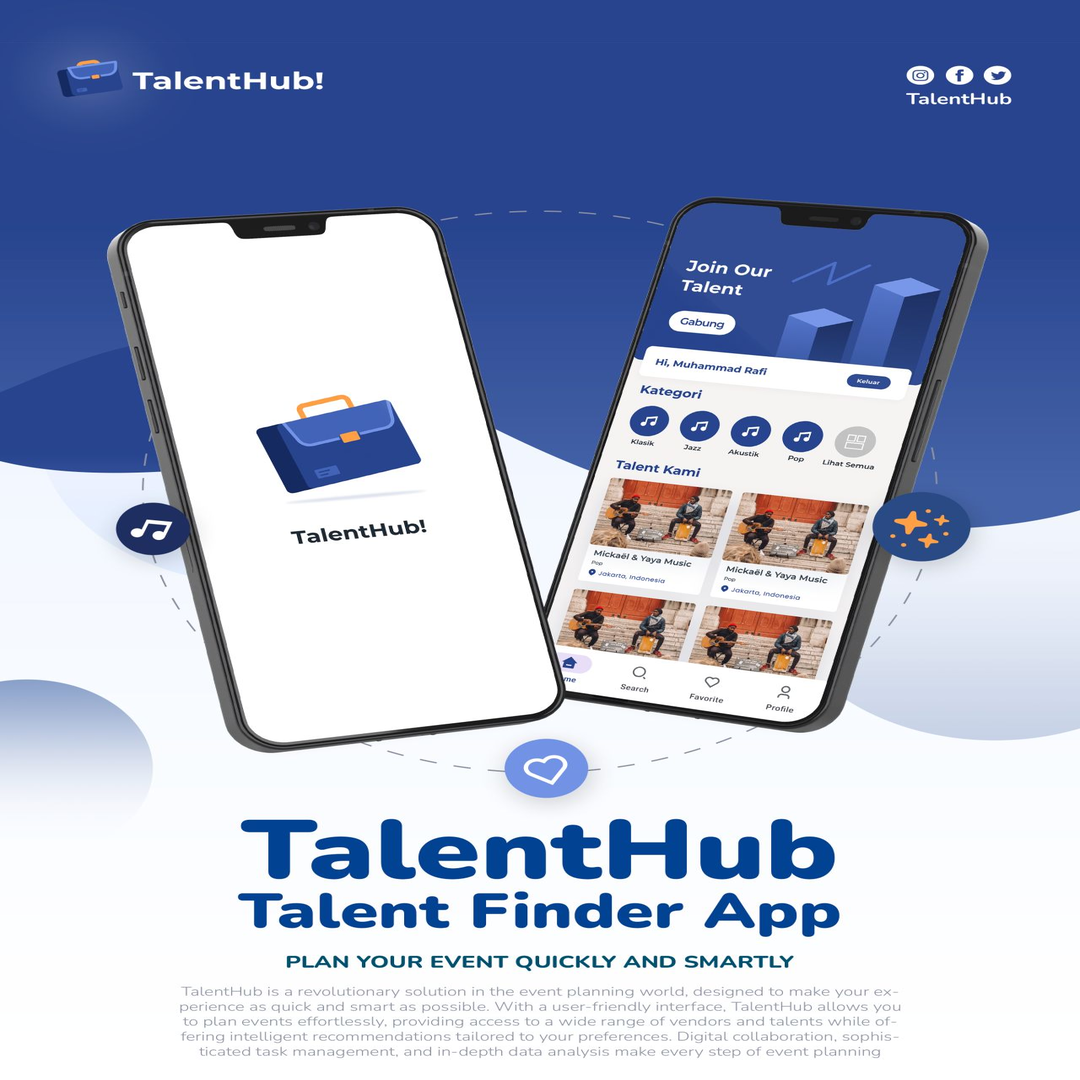 TalentHub!
TalentHub
Join Our
Talent
Gabung
Hi, Muhammad Rafi
Keluar
Kategori
Klasik
Jazz
Akustik
Pop
Lihat Semua
Talent Kami
Mickaël & Yaya Music
Pop
Jakarta, Indonesia
Mickaël & Yaya Music
Pop
Jakarta, Indonesia
me
Search
Favorite
Profile
TalentHub!
TalentHub
Talent Finder App
PLAN YOUR EVENT QUICKLY AND SMARTLY
TalentHub is a revolutionary solution in the event planning world, designed to make your ex-
perience as quick and smart as possible. With a user-friendly interface, TalentHub allows you
to plan events effortlessly, providing access to a wide range of vendors and talents while of-
fering intelligent recommendations tailored to your preferences. Digital collaboration, sophis-
ticated task management, and in-depth data analysis make every step of event planning